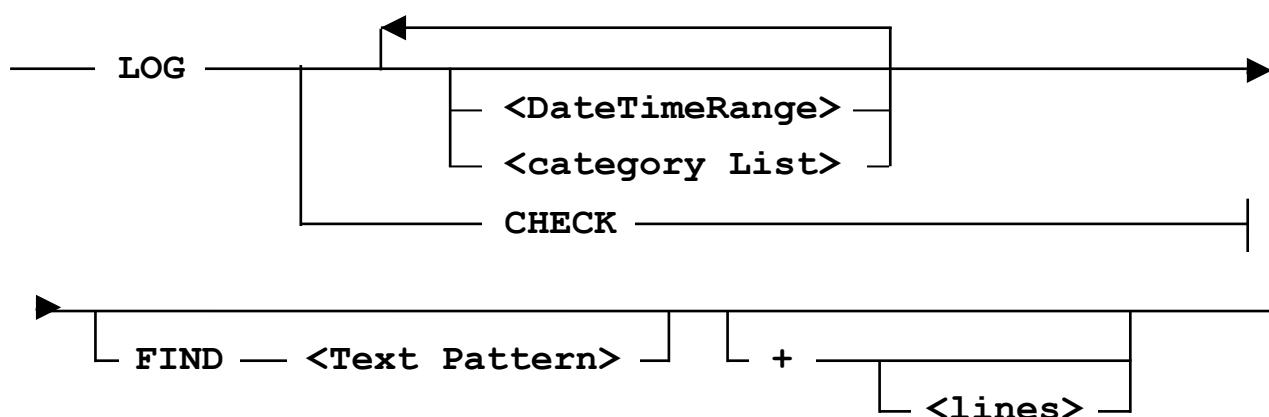 LOG
<DateTimeRange>
<category List>
CHECK
FIND <Text Pattern>
+
<lines>